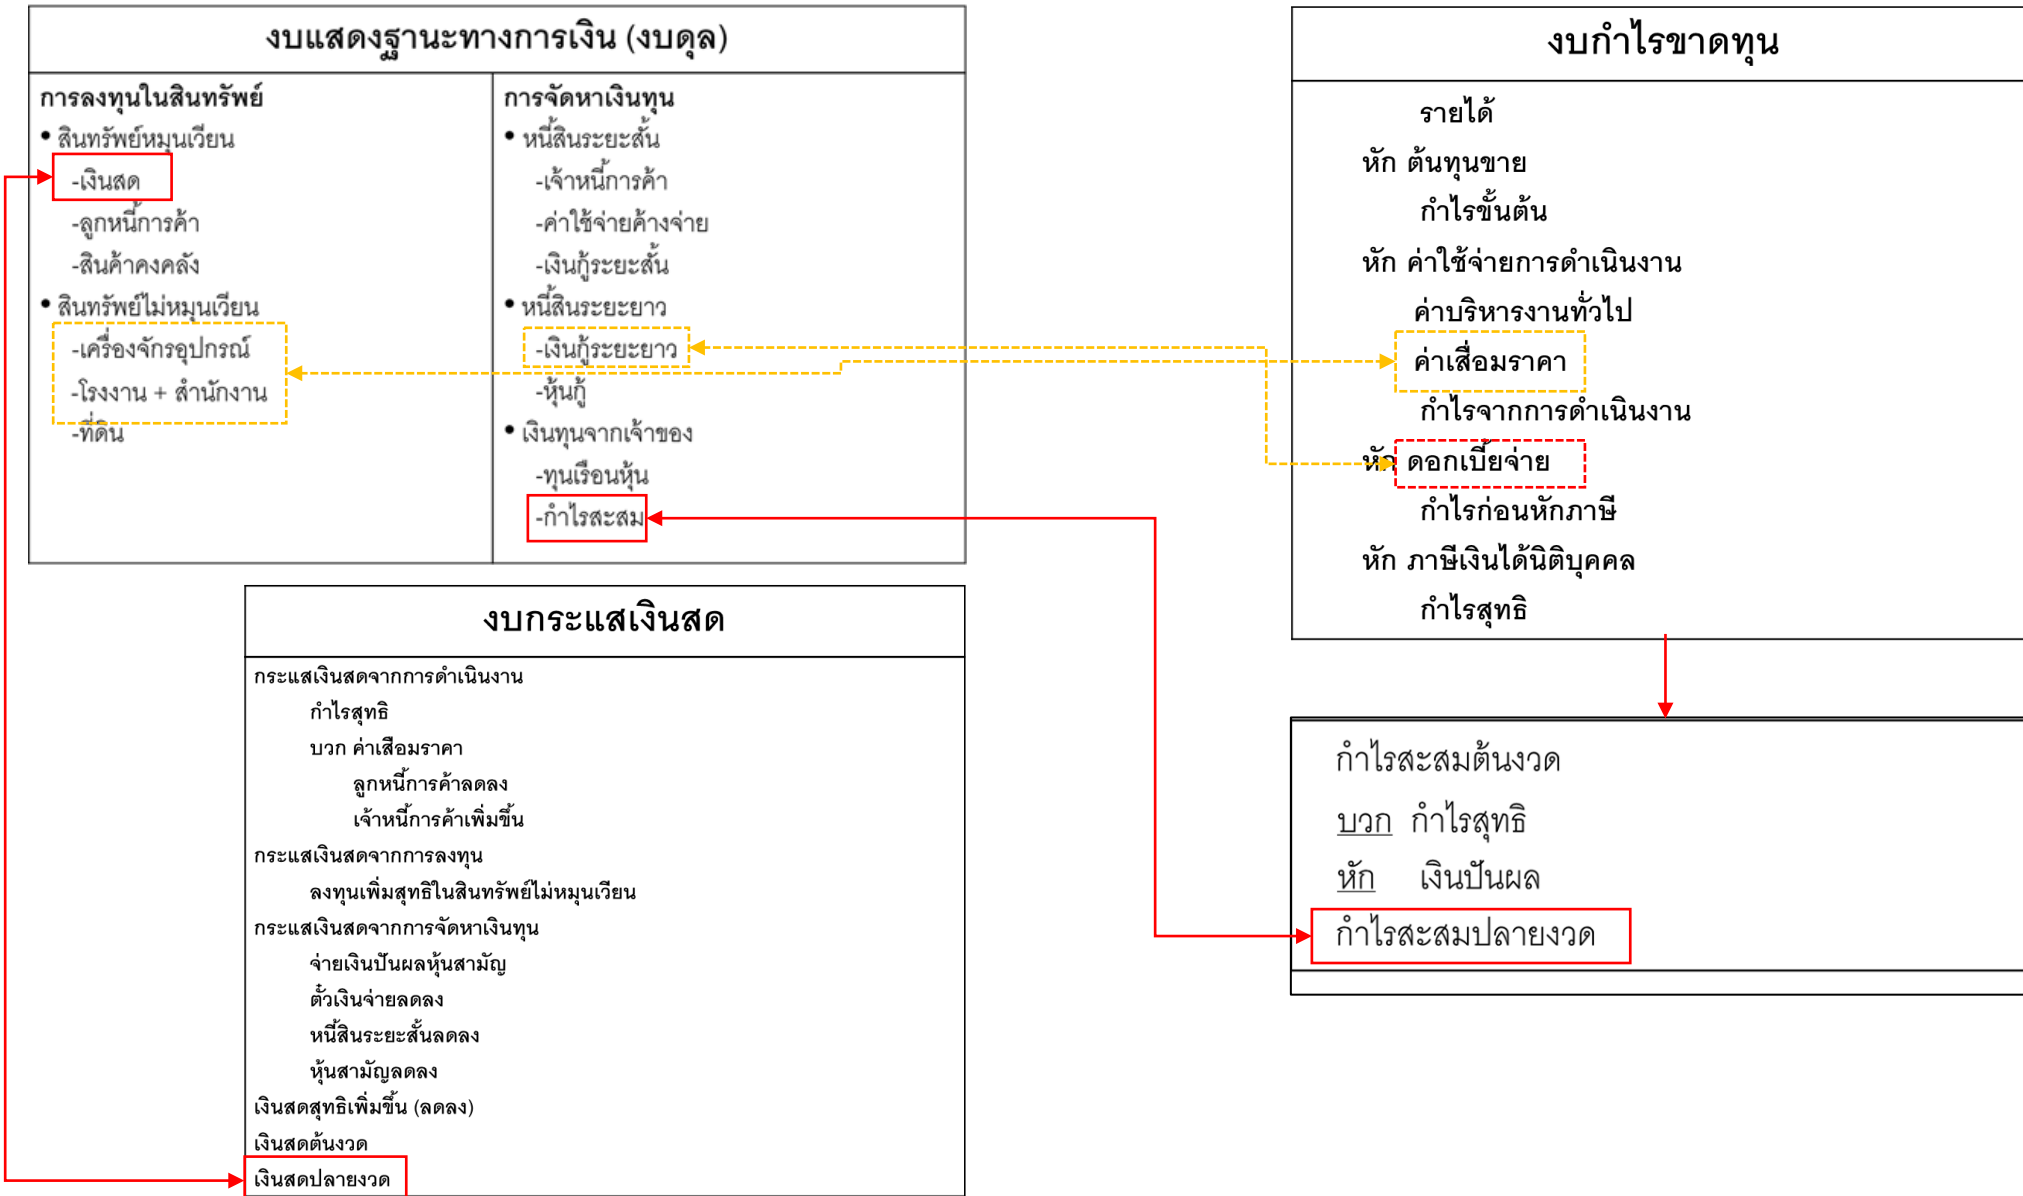 งบแสดงฐานะทางการเงิน (งบดุล)
การลงทุนในสินทรัพย์
• สินทรัพย์หมุนเวียน
-เงินสด
-ลูกหนี้การค้า
-สินค้าคงคลัง
• สินทรัพย์ไม่หมุนเวียน
-เครื่องจักรอุปกรณ์
-โรงงาน + สำนักงาน
-ที่ดิน
การจัดหาเงินทุน
• หนี้สินระยะสั้น
-เจ้าหนี้การค้า
-ค่าใช้จ่ายค้างจ่าย
-เงินกู้ระยะสั้น
• หนี้สินระยะยาว
-เงินกู้ระยะยาว
-หุ้นกู้
• เงินทุนจากเจ้าของ
-ทุนเรือนหุ้น
-กำไรสะสม
งบกำไรขาดทุน
รายได้
หัก ต้นทุนขาย
กำไรขั้นต้น
หัก ค่าใช้จ่ายการดำเนินงาน
ค่าบริหารงานทั่วไป
ค่าเสื่อมราคา
กำไรจากการดำเนินงาน
หัก ดอกเบี้ยจ่าย
กำไรก่อนหักภาษี
หัก ภาษีเงินได้นิติบุคคล
กำไรสุทธิ
งบกระแสเงินสด
กระแสเงินสดจากการดำเนินงาน
กำไรสุทธิ
บวก ค่าเสื่อมราคา
ลูกหนี้การค้าลดลง
เจ้าหนี้การค้าเพิ่มขึ้น
กระแสเงินสดจากการลงทุน
ลงทุนเพิ่มสุทธิในสินทรัพย์ไม่หมุนเวียน
กระแสเงินสดจากการจัดหาเงินทุน
จ่ายเงินปันผลหุ้นสามัญ
ตั๋วเงินจ่ายลดลง
หนี้สินระยะสั้นลดลง
หุ้นสามัญลดลง
เงินสดสุทธิเพิ่มขึ้น (ลดลง)
เงินสดต้นงวด
เงินสดปลายงวด
กำไรสะสมต้นงวด
บวก กำไรสุทธิ
หัก เงินปันผล
กำไรสะสมปลายงวด